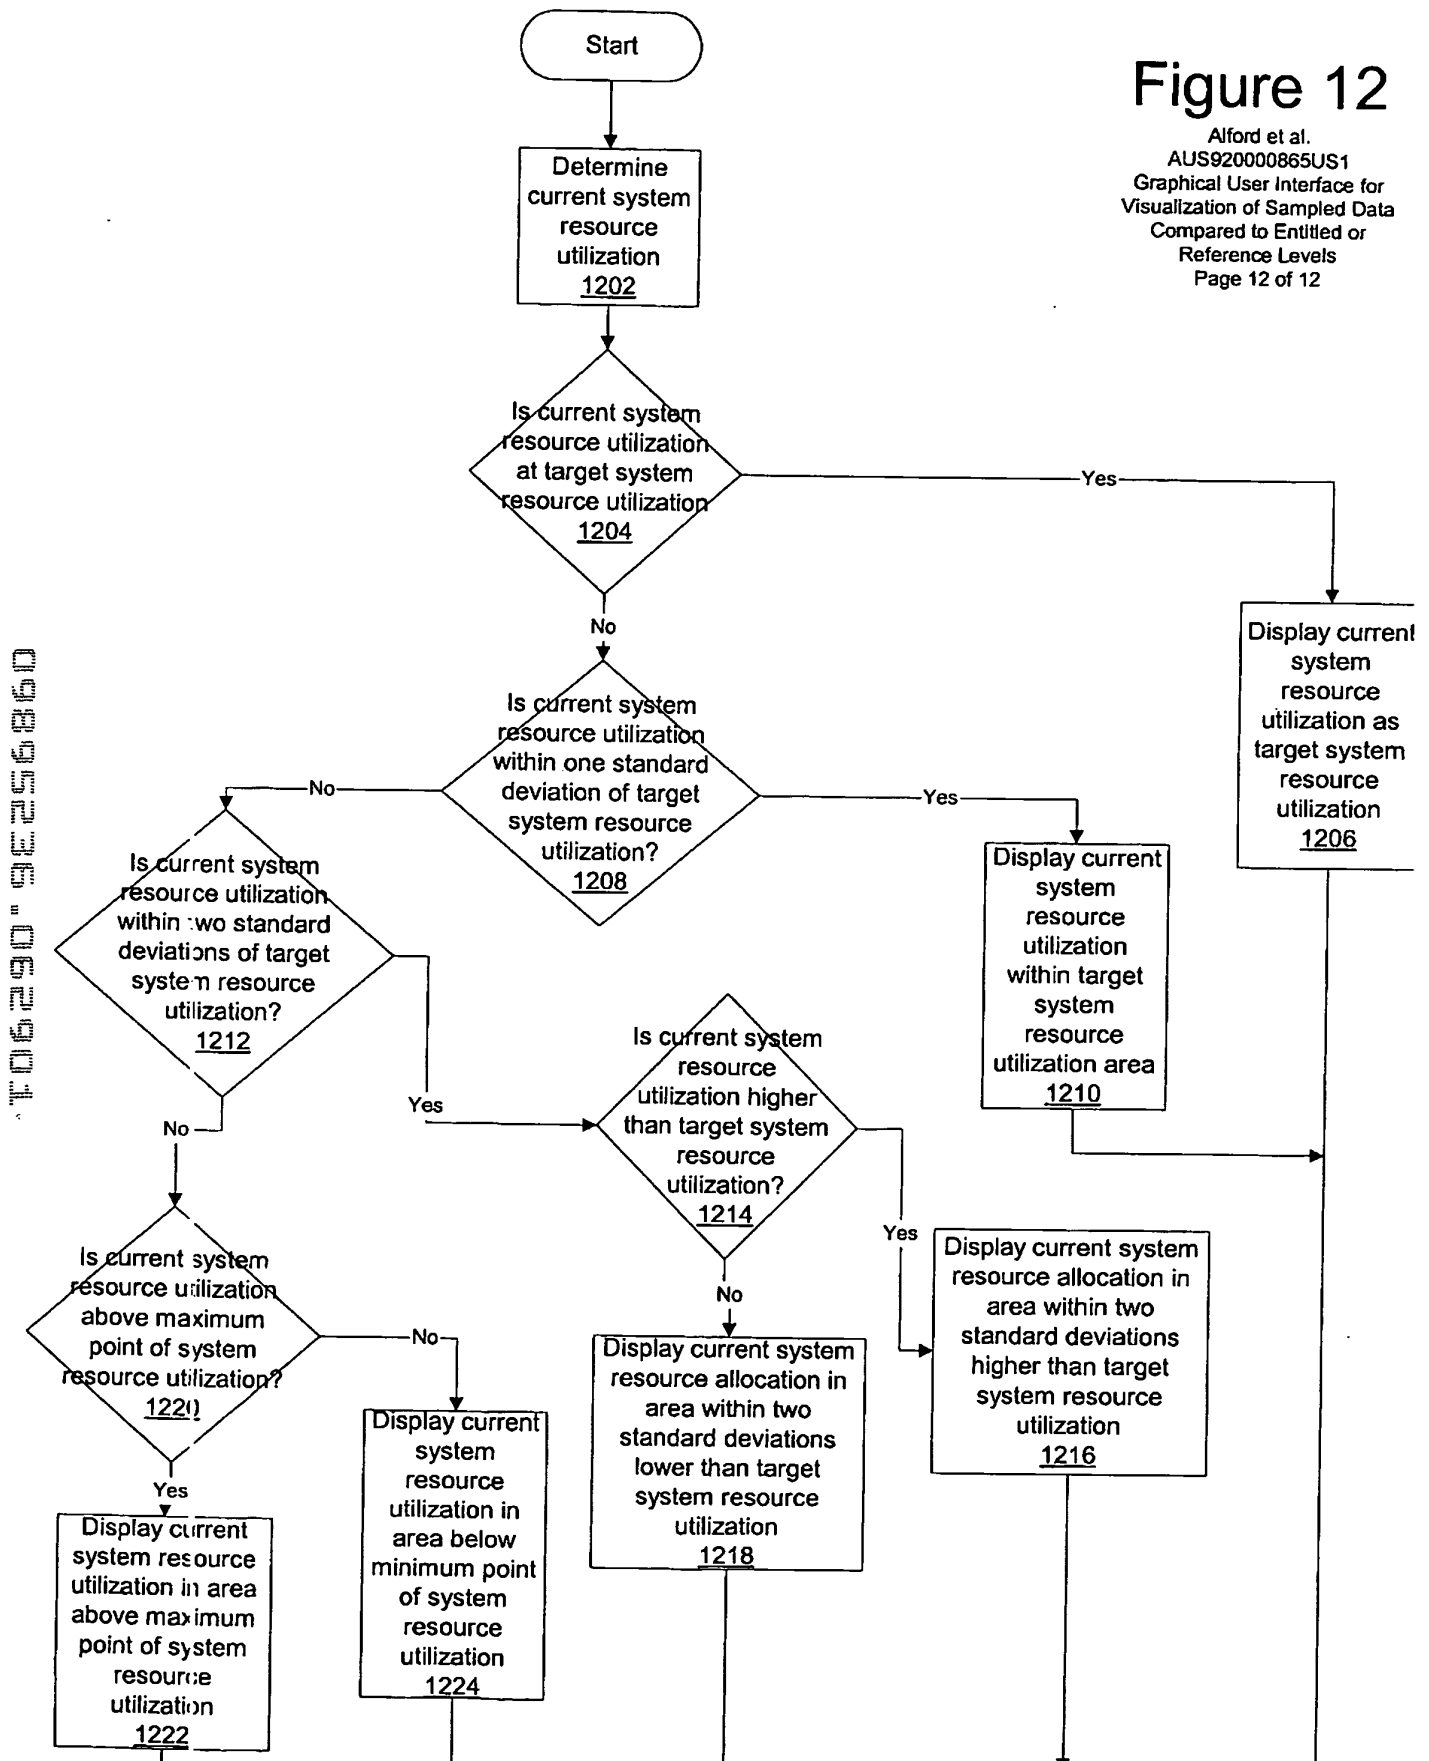 Start
Figure 12
Alford et al.
AUS920000865US1
Graphical User Interface for
Visualization of Sampled Data
Compared to Entitled or
Reference Levels
Page 12 of 12
Determine
current system
resource
utilization
1202
Is current system
resource utilization
at target system
resource utilization
1204
Yes
No
Display current
system
resource
utilization as
target system
resource
utilization
1206
Is current system
resource utilization
within one standard
deviation of target
system resource
utilization?
1208
No
Yes
Is current system
resource utilization
within two standard
deviations of target
system resource
utilization?
1212
Display current
system
resource
utilization
within target
system
resource
utilization area
1210
Yes
No
Is current system
resource
utilization higher
than target system
resource
utilization?
1214
Yes
No
Is current system
resource utilization
above maximum
point of system
resource utilization?
1220
No
Yes
Display current system
resource allocation in
area within two
standard deviations
higher than target
system resource
utilization
1216
Display current system
resource allocation in
area within two
standard deviations
lower than target
system resource
utilization
1218
Display current
system
resource
utilization in
area below
minimum point
of system
resource
utilization
1224
Display current
system resource
utilization in area
above maximum
point of system
resource
utilization
1222
09895235.062901